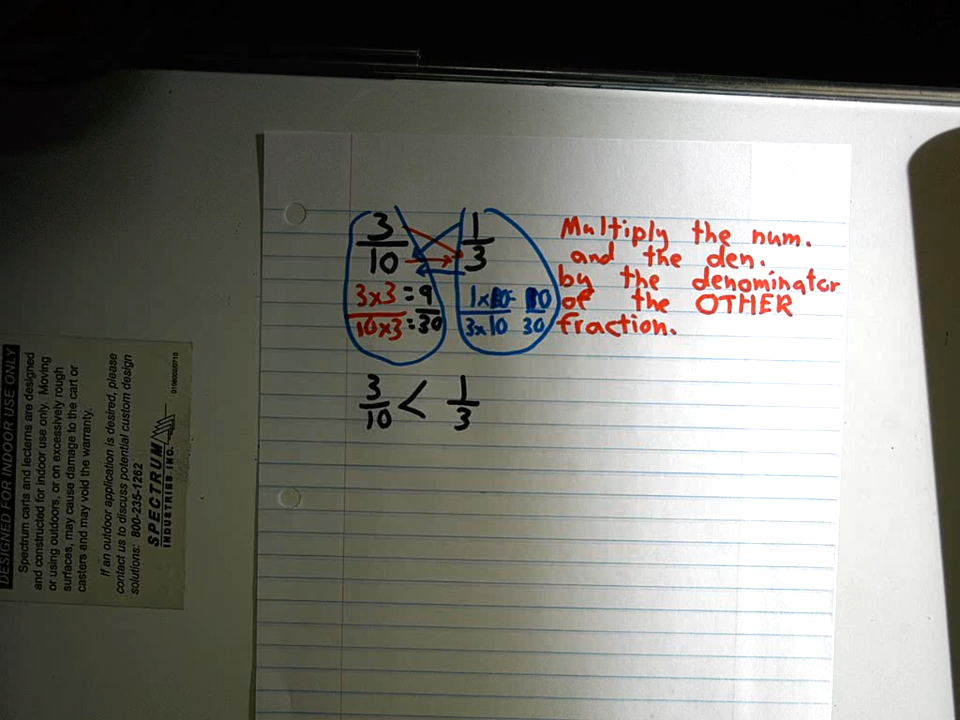 3 1
10 3
3x3=9 1x10= 10
10x3=30 3x10 30
Multiply the num.
and the den.
by the denominator
of the OTHER
fraction.
3 < 1
10 3
DESIGNED FOR INDOOR USE ONLY
Spectrum carts and lecterns are designed
and constructed for indoor use only. Moving
or using outdoors, or on excessively rough
surfaces, may cause damage to the cart or
casters and may void the warranty.
If an outdoor application is desired, please
contact us to discuss potential custom design
solutions: 800-235-1262
SPECTRUM
INDUSTRIES, INC.